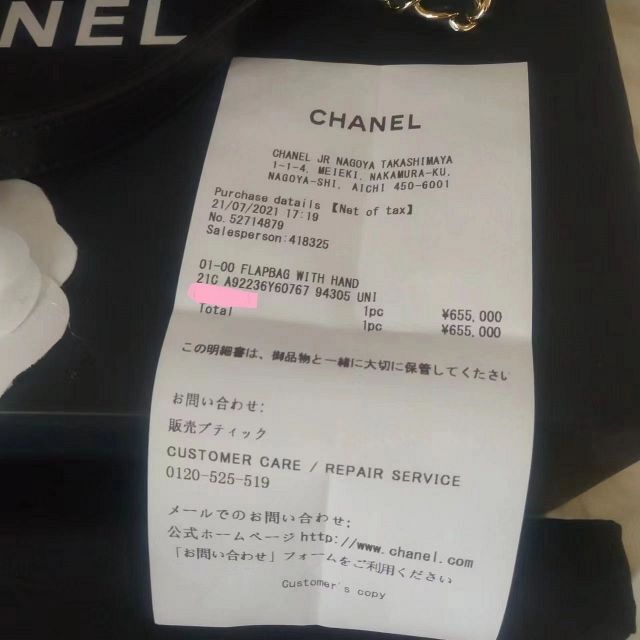 NEL
CHANEL
CHANEL JR NAGOYA TAKASHIMAYA
1-1-4, MEIEKI, NAKAMURA-KU,
NAGOYA-SHI, AICHI 450-6001
Purchase datails 【Net of tax】
21/07/2021 17:19
No.52714879
Salesperson:418325
01-00 FLAPBAG WITH HAND
21C A92236Y60767 94305 UNI
1pc ¥655,000
Total 1pc ¥655,000
この明細書は、御品物と一緒に大切に保管してください
お問い合わせ:
販売ブティック
CUSTOMER CARE / REPAIR SERVICE
0120-525-519
メールでのお問い合わせ:
公式ホームページ http://www.chanel.com
「お問い合わせ」フォームをご利用ください
Customer's copy